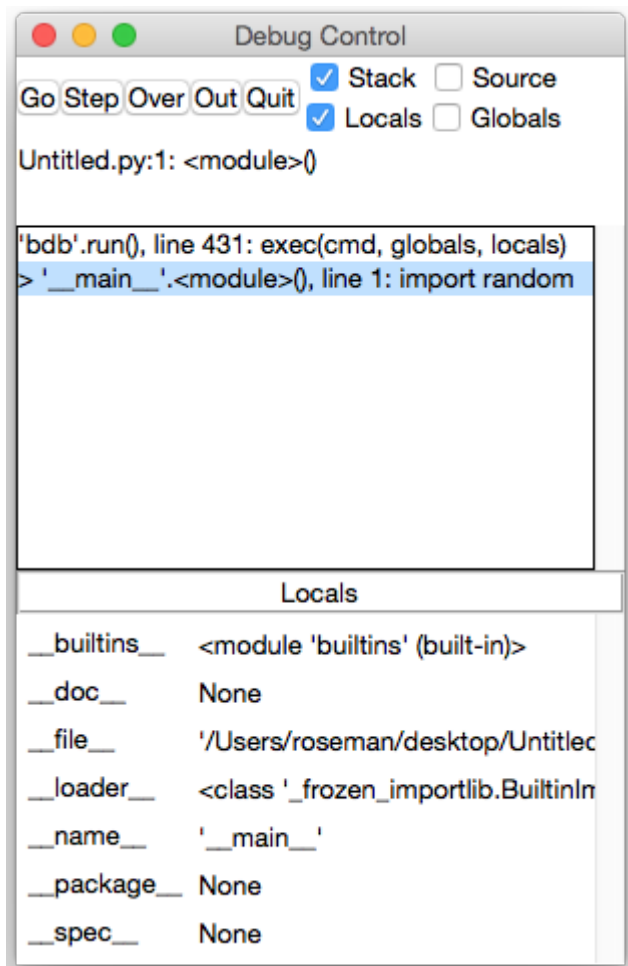 Debug Control
Go Step Over Out Quit
Stack Source
Locals Globals
Untitled.py:1: <module>()
'bdb'.run(), line 431: exec(cmd, globals, locals)
> '__main__'.<module>(), line 1: import random
Locals
__builtins__ <module 'builtins' (built-in)>
__doc__ None
__file__ '/Users/roseman/desktop/Untitled
__loader__ <class '_frozen_importlib.BuiltinIm
__name__ '__main__'
__package__ None
__spec__ None